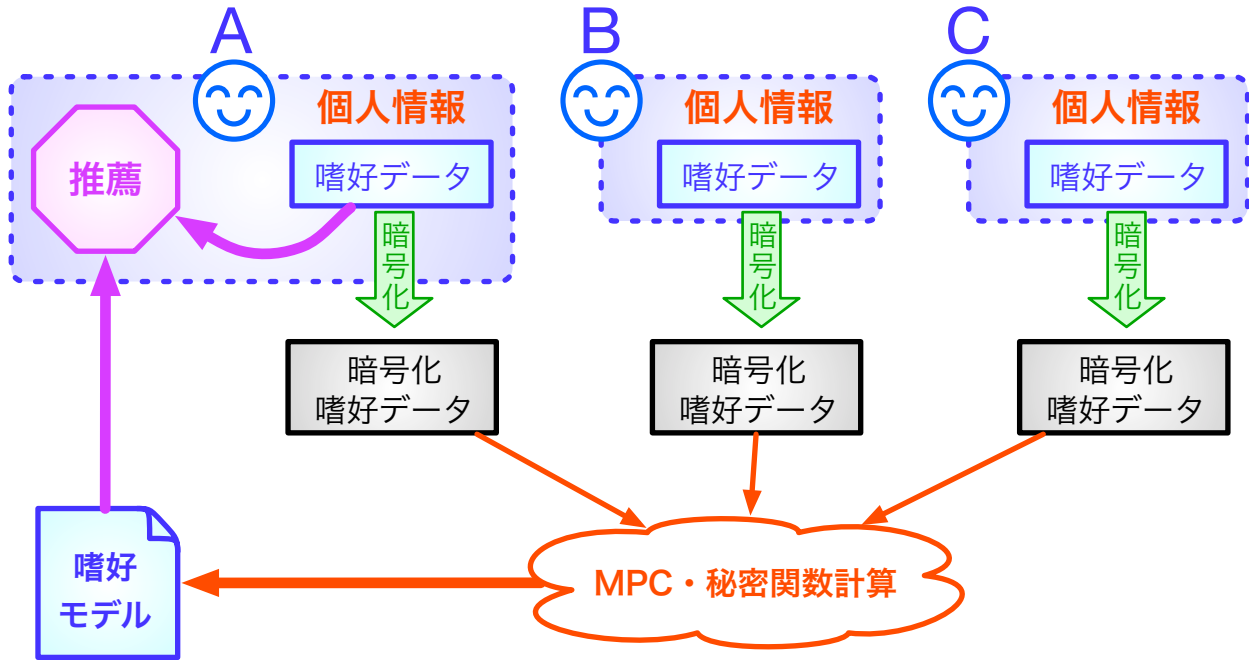 A
B
C
個人情報
個人情報
個人情報
推薦
嗜好データ
嗜好データ
嗜好データ
暗号化
暗号化
暗号化
暗号化
嗜好データ
暗号化
嗜好データ
暗号化
嗜好データ
嗜好
モデル
MPC・秘密関数計算